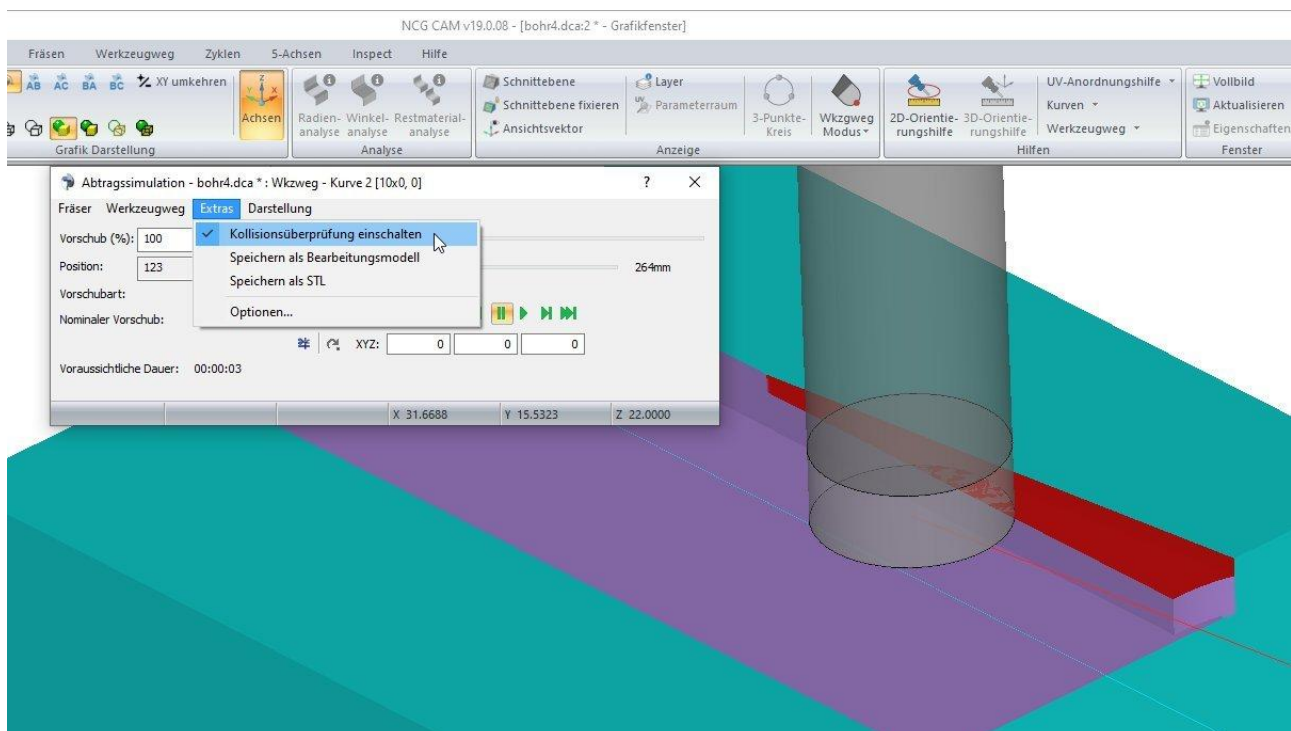 NCG CAM v19.0.08 - [bohr4.dca:2 * - Grafikfenster]
Fräsen Werkzeugweg Zyklen 5-Achsen Inspect Hilfe
AB AC BA BC XY umkehren
Achsen
Radien-analyse
Winkel-analyse
Restmaterial-analyse
Schnittebene
Schnittebene fixieren
Ansichtsvektor
Layer
Parameterraum
3-Punkte-
Kreis
Wkzgweg
Modus
2D-Orientie-
rungshilfe
3D-Orientie-
rungshilfe
UV-Anordnungshilfe
Kurven
Werkzeugweg
Vollbild
Aktualisieren
Eigenschaften
Grafik Darstellung Analyse Anzeige Hilfen Fenster
Abtragssimulation - bohr4.dca * : Wkzweg - Kurve 2 [10x0, 0] ? X
Fräser Werkzeugweg Extras Darstellung
Vorschub (%): 100
Kollisionsüberprüfung einschalten
Speichern als Bearbeitungsmodell
Speichern als STL
Optionen...
Position: 123 264mm
Vorschubart:
Nominaler Vorschub:
XYZ: 0 0 0
Voraussichtliche Dauer: 00:00:03
X 31.6688 Y 15.5323 Z 22.0000